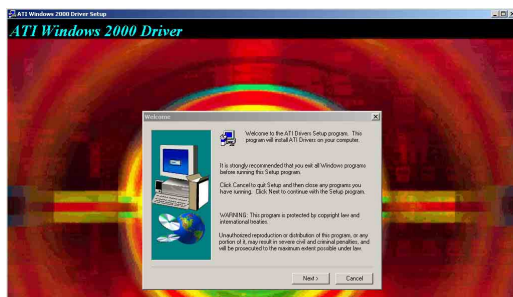 ATI Windows 2000 Driver Setup
ATI Windows 2000 Driver
Welcome
Welcome to the ATI Drivers Setup program. This
program will install ATI Drivers on your computer.
It is strongly recommended that you exit all Windows programs
before running this Setup program.
Click Cancel to quit Setup and then close any programs you
have running. Click Next to continue with the Setup program.
WARNING: This program is protected by copyright law and
international treaties.
Unauthorized reproduction or distribution of this program, or any
portion of it, may result in severe civil and criminal penalties, and
will be prosecuted to the maximum extent possible under law.
Next >
Cancel